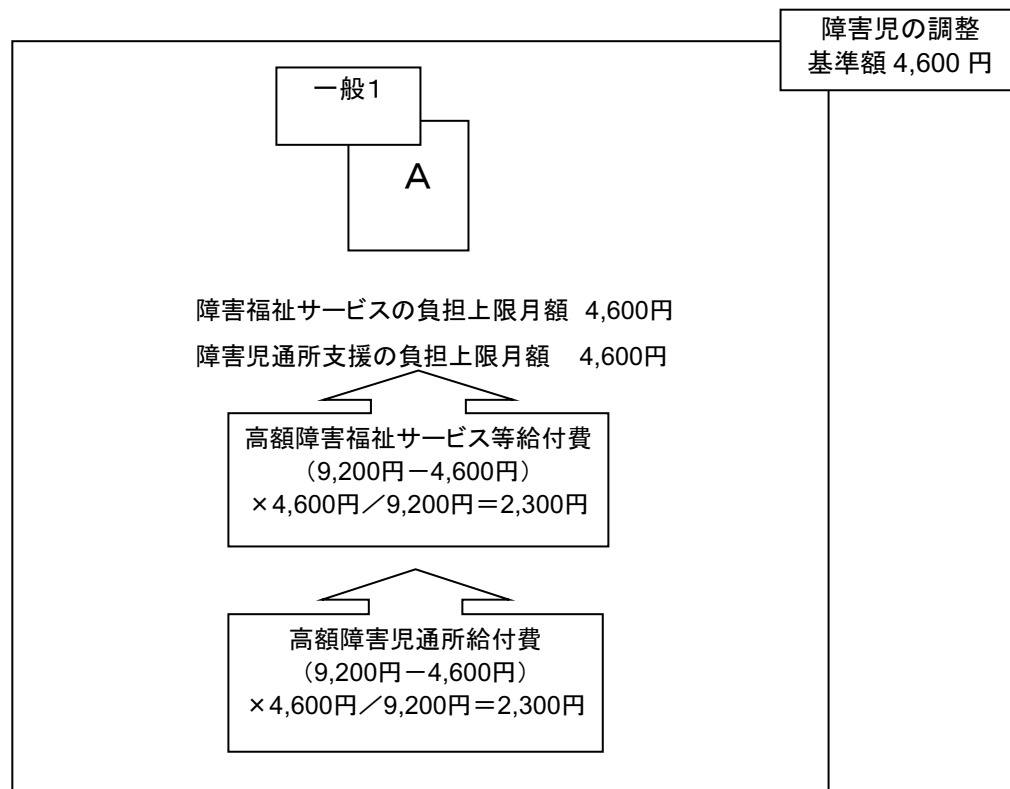 障害児の調整
基準額 4,600 円
一般1
A
障害福祉サービスの負担上限月額 4,600円
障害児通所支援の負担上限月額 4,600円
高額障害福祉サービス等給付費
(9,200円－4,600円)
×4,600円／9,200円＝2,300円
高額障害児通所給付費
(9,200円－4,600円)
×4,600円／9,200円＝2,300円